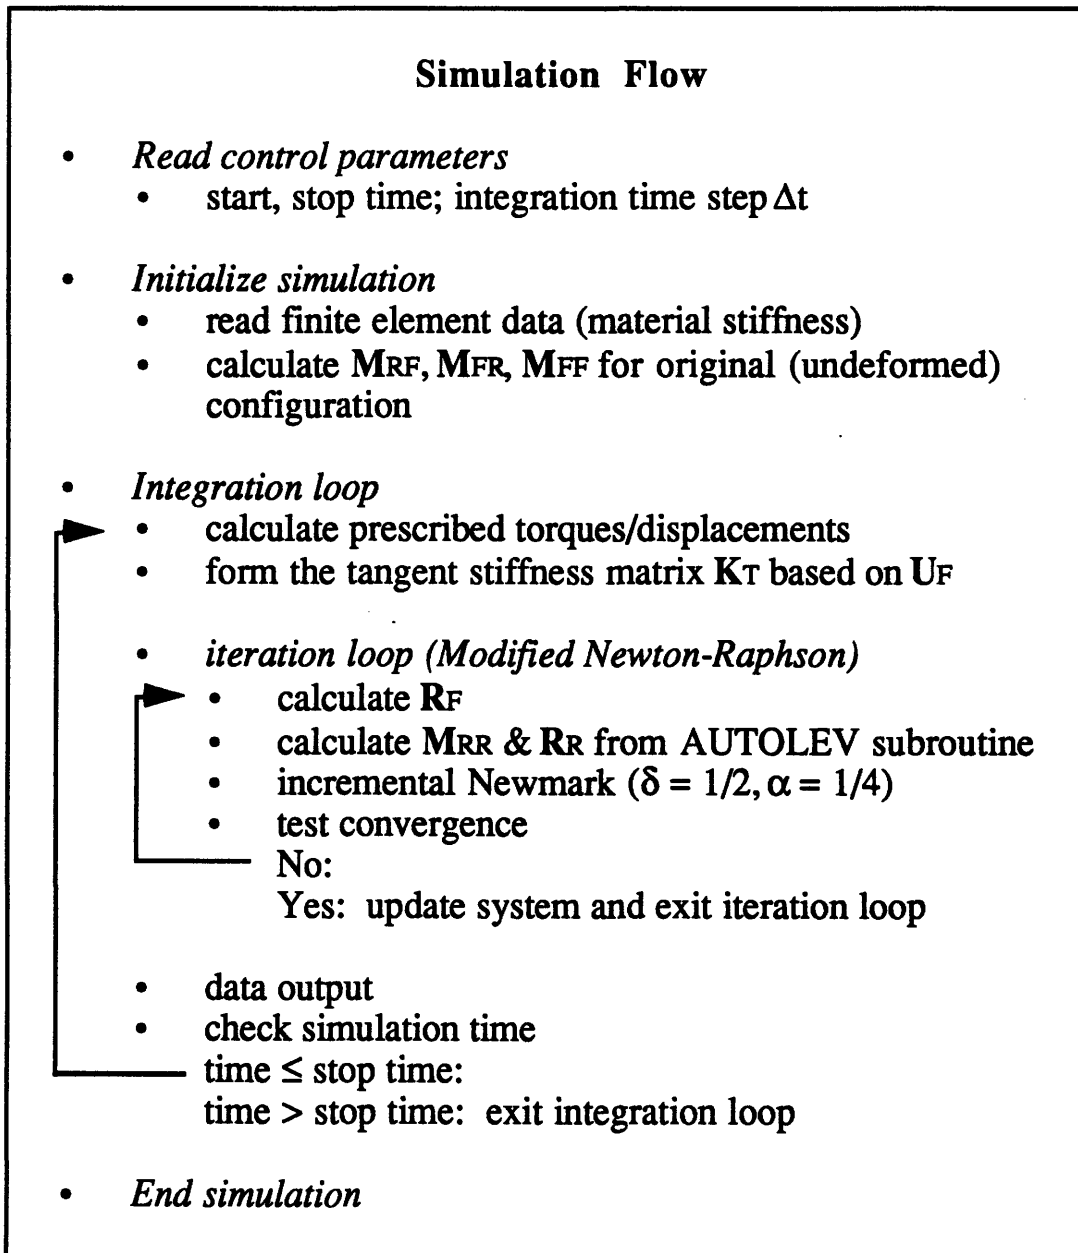 Simulation Flow
• Read control parameters
• start, stop time; integration time step Δt
• Initialize simulation
• read finite element data (material stiffness)
• calculate MRF, MFR, MFF for original (undeformed)
configuration
• Integration loop
• calculate prescribed torques/displacements
• form the tangent stiffness matrix KT based on UF
• iteration loop (Modified Newton-Raphson)
• calculate RF
• calculate MRR & RR from AUTOLEV subroutine
• incremental Newmark (δ = 1/2, α = 1/4)
• test convergence
No:
Yes: update system and exit iteration loop
• data output
• check simulation time
time ≤ stop time:
time > stop time: exit integration loop
• End simulation